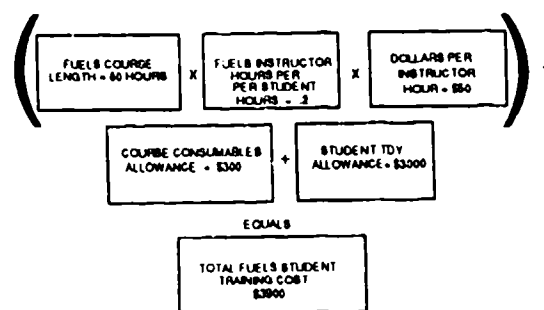 FUELS COURSE
LENGTH = 60 HOURS
X
FUELS INSTRUCTOR
HOURS PER
PER STUDENT
HOURS = .2
X
DOLLARS PER
INSTRUCTOR
HOUR = $50
COURSE CONSUMABLES
ALLOWANCE = $300
+
STUDENT TDY
ALLOWANCE = $3000
EQUALS
TOTAL FUELS STUDENT
TRAINING COST
$3900